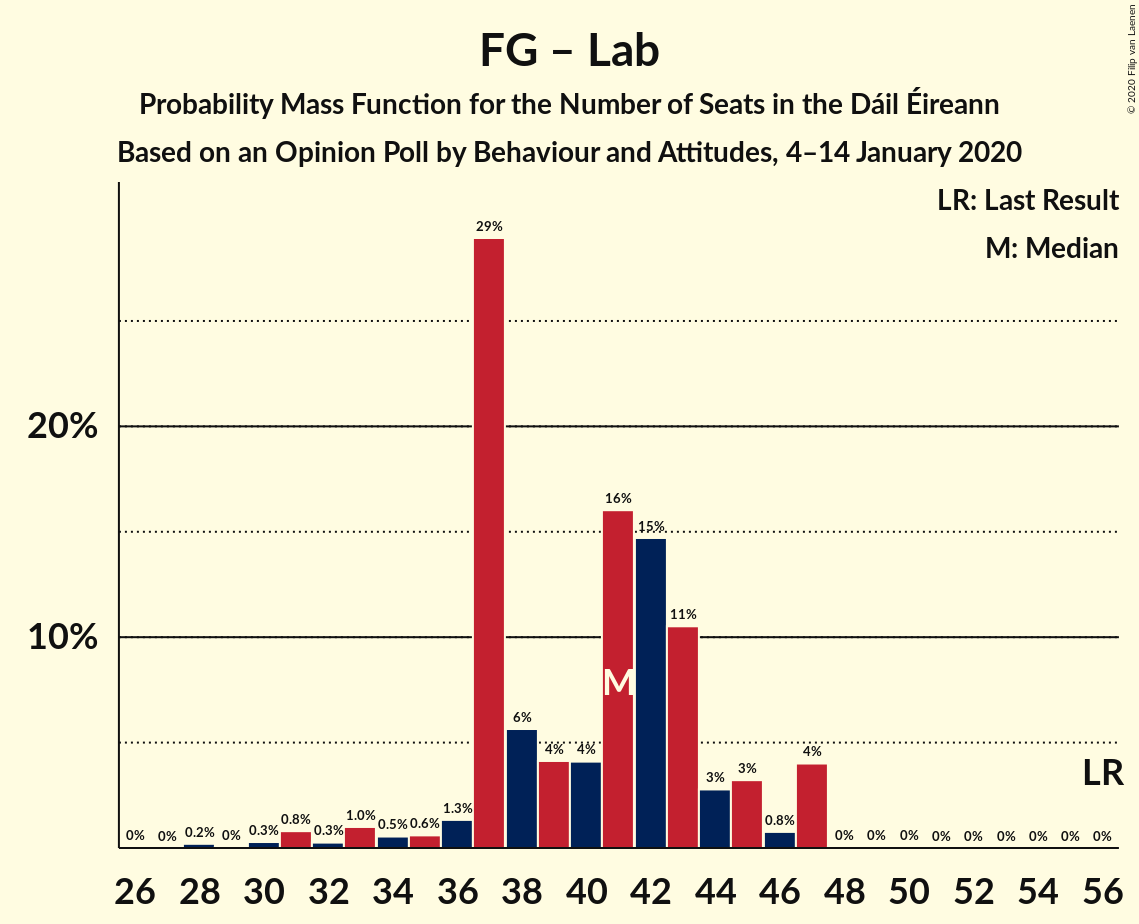 FG – Lab
Probability Mass Function for the Number of Seats in the Dáil Éireann
Based on an Opinion Poll by Behaviour and Attitudes, 4–14 January 2020
© 2020 Filip van Laenen
LR: Last Result
M: Median
20%
10%
0% 0% 0.2% 0% 0.3% 0.8% 0.3% 1.0% 0.5% 0.6% 1.3% 29% 6% 4% 4% 16% 15% 11% 3% 3% 0.8% 4% 0% 0% 0% 0% 0% 0% 0% 0% 0%
M
LR
26 28 30 32 34 36 38 40 42 44 46 48 50 52 54 56